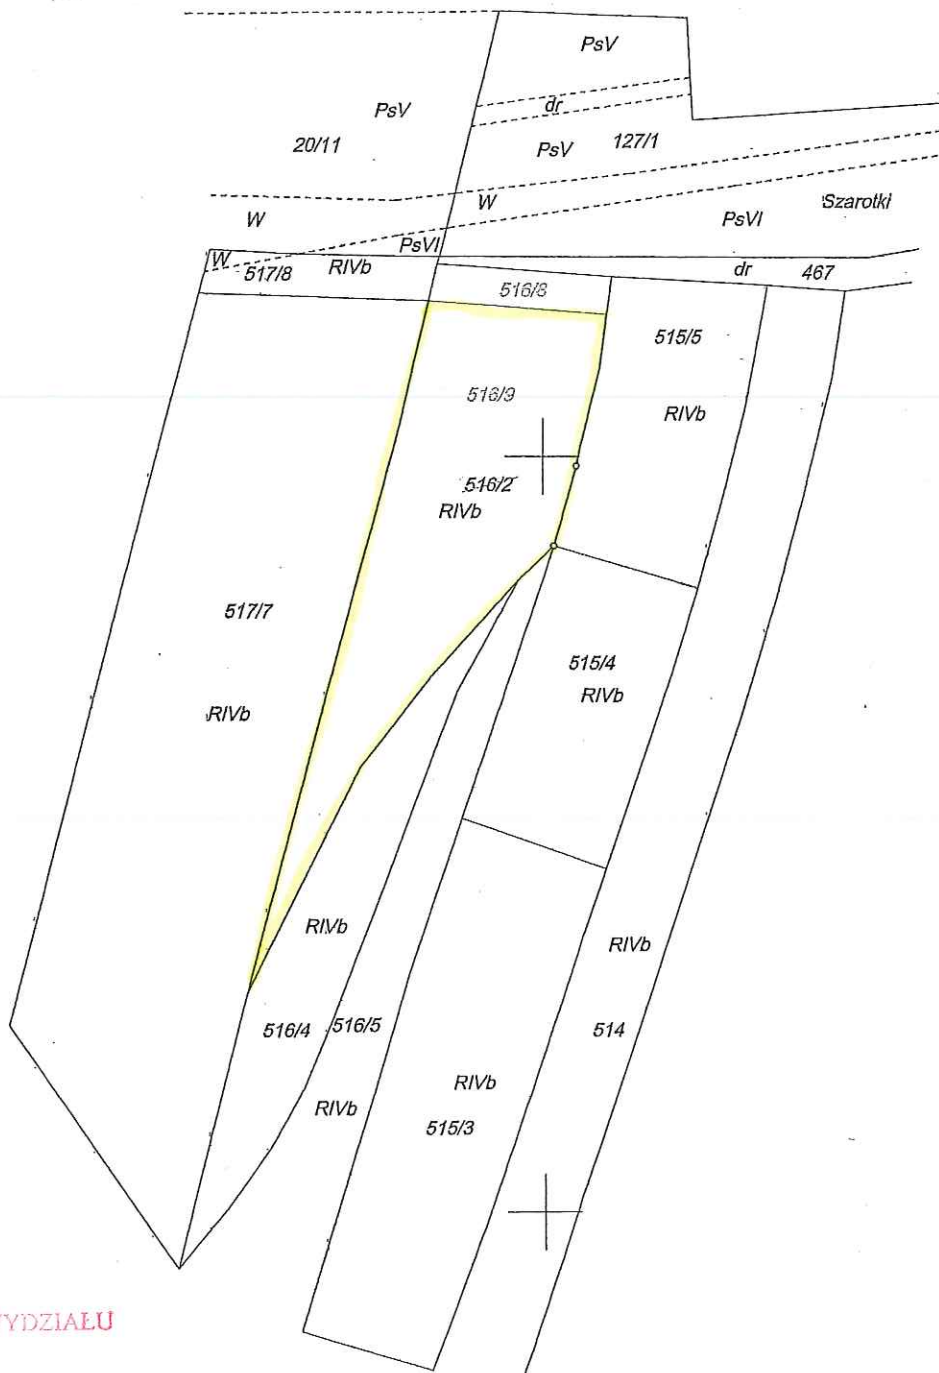 PsV
PsV
dr
20/11
PsV
127/1
W
W
PsVI
Szarotki
PsVI
W
517/8
RIVb
dr
467
516/8
515/5
516/9
RIVb
516/2
RIVb
517/7
515/4
RIVb
RIVb
RIVb
RIVb
516/4
516/5
514
RIVb
RIVb
515/3
YDZIAŁU